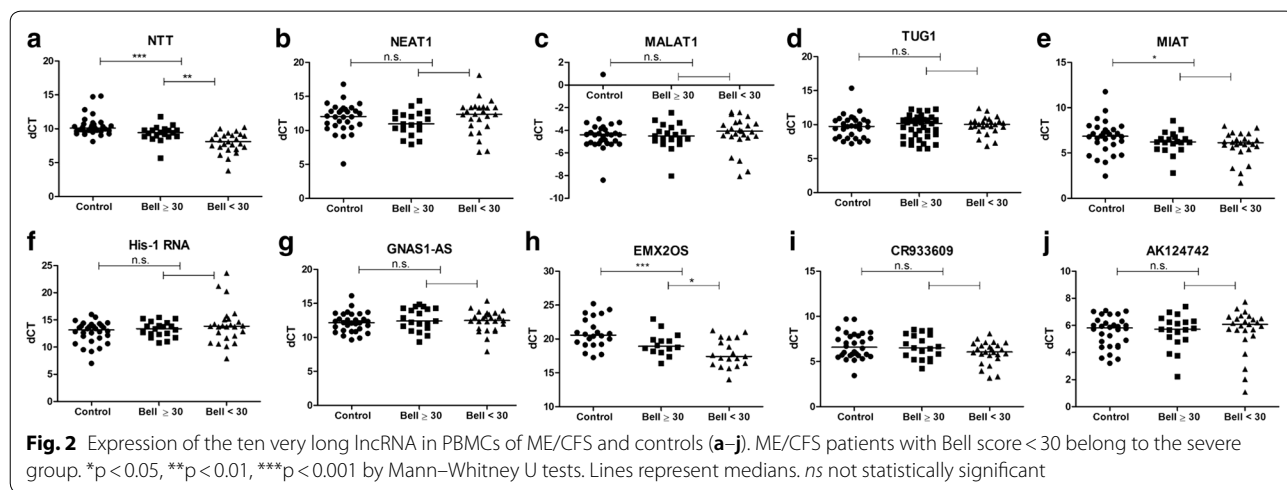 a
NTT
***
**
dCT
20
15
10
5
0
Control
Bell ≥ 30
Bell < 30
b
NEAT1
n.s.
dCT
20
15
10
5
0
Control
Bell ≥ 30
Bell < 30
c
MALAT1
n.s.
dCT
2
0
-2
-4
-6
-8
-10
Control
Bell ≥ 30
Bell < 30
d
TUG1
n.s.
dCT
20
15
10
5
0
Control
Bell ≥ 30
Bell < 30
e
MIAT
*
dCT
15
10
5
0
Control
Bell ≥ 30
Bell < 30
f
His-1 RNA
n.s.
dCT
25
20
15
10
5
0
Control
Bell ≥ 30
Bell < 30
g
GNAS1-AS
n.s.
dCT
20
15
10
5
0
Control
Bell ≥ 30
Bell < 30
h
EMX2OS
***
*
dCT
30
25
20
15
10
Control
Bell ≥ 30
Bell < 30
i
CR933609
n.s.
dCT
15
10
5
0
Control
Bell ≥ 30
Bell < 30
j
AK124742
n.s.
dCT
10
8
6
4
2
0
Control
Bell ≥ 30
Bell < 30
Fig. 2 Expression of the ten very long lncRNA in PBMCs of ME/CFS and controls (a–j). ME/CFS patients with Bell score < 30 belong to the severe
group. *p < 0.05, **p < 0.01, ***p < 0.001 by Mann–Whitney U tests. Lines represent medians. ns not statistically significant